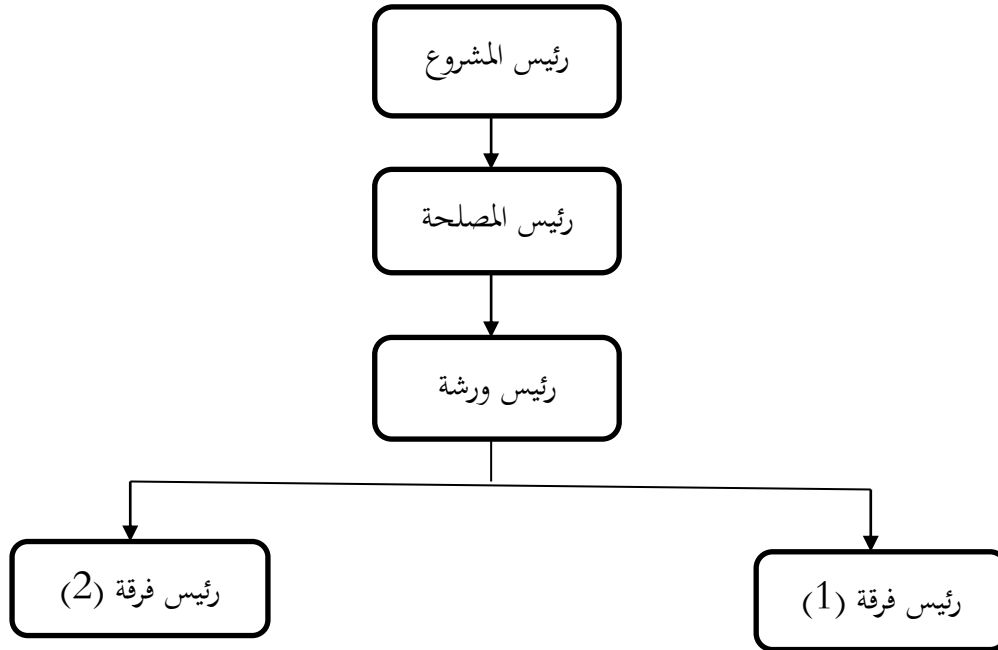 رئيس المشروع
رئيس المصلحة
رئيس ورشة
رئيس فرقة (1)
رئيس فرقة (2)